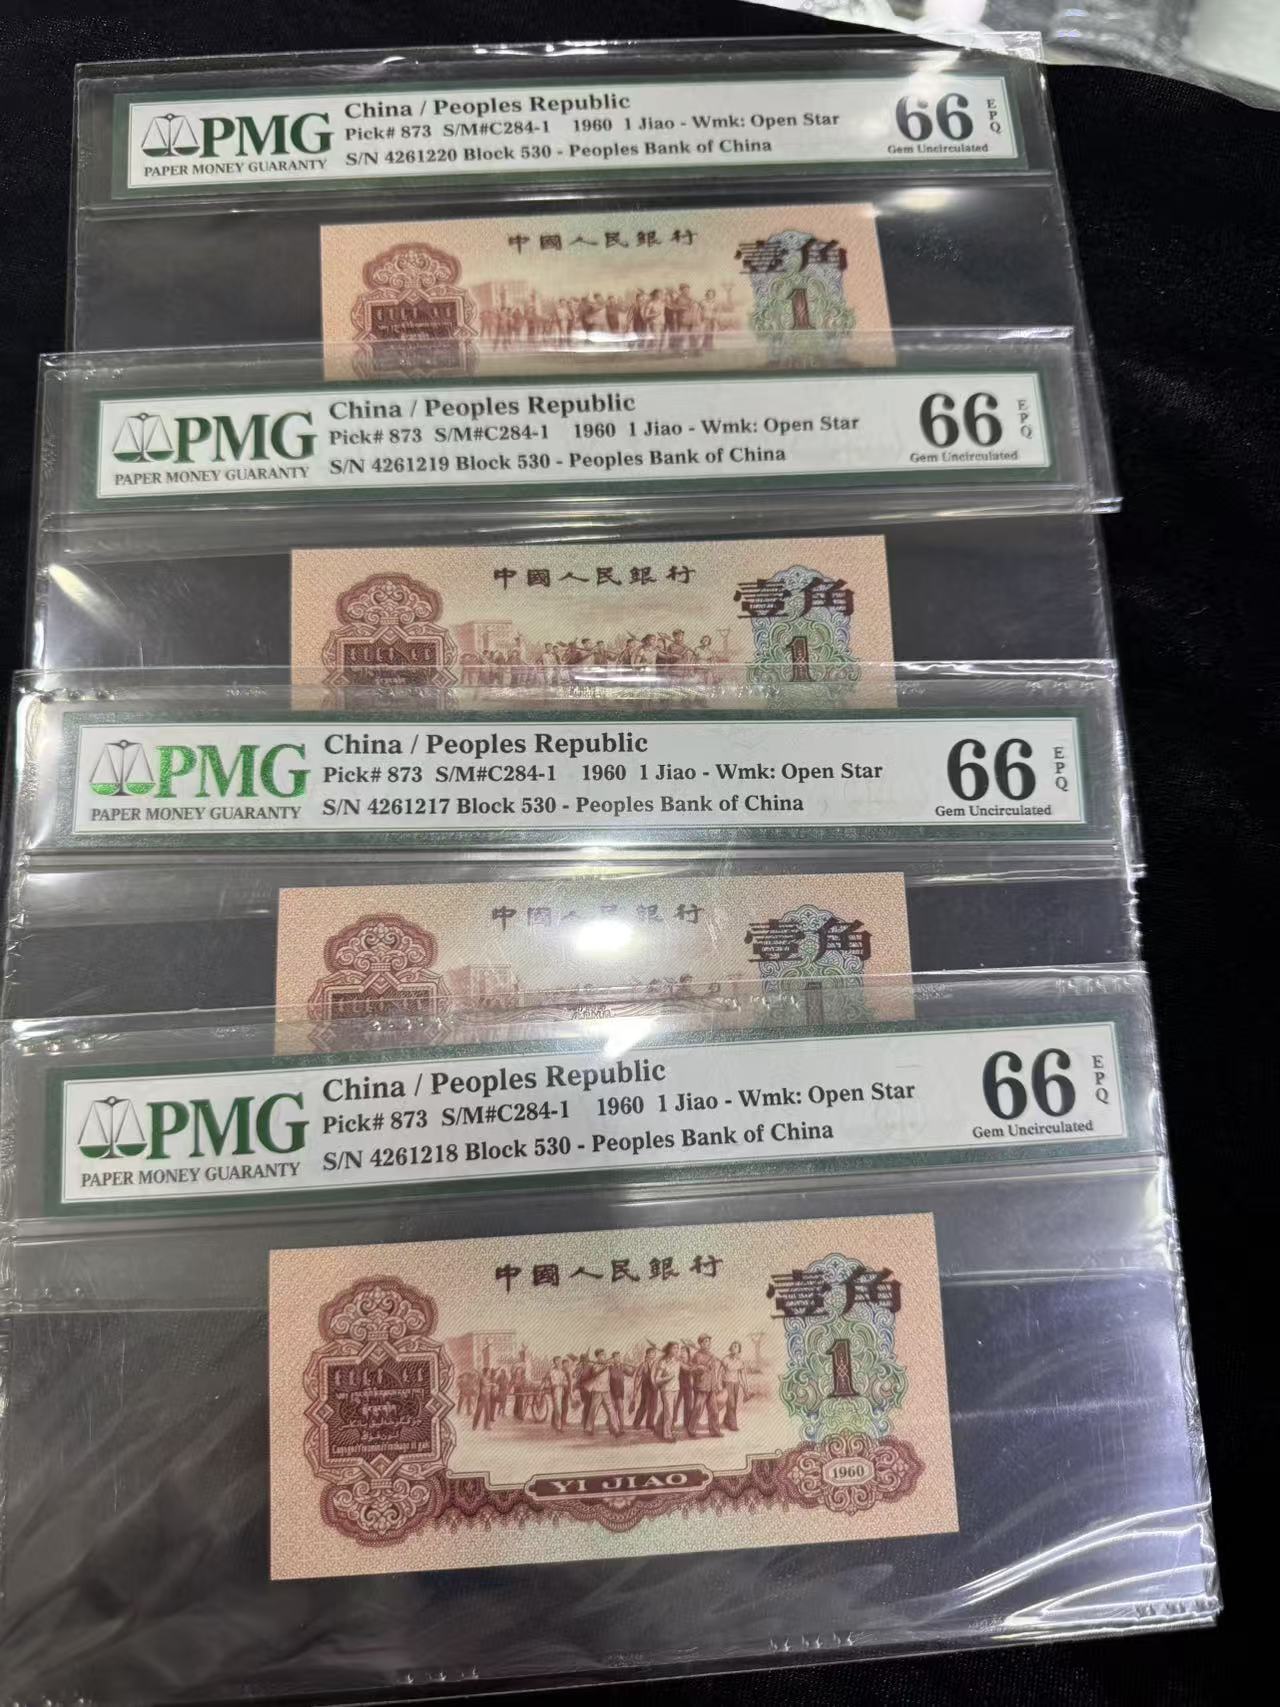 PMG
PAPER MONEY GUARANTY
China / Peoples Republic
Pick# 873 S/M#C284-1 1960 1 Jiao - Wmk: Open Star
S/N 4261220 Block 530 - Peoples Bank of China
66
EPQ
Gem Uncirculated
中國人民銀行
壹角
1
PMG
PAPER MONEY GUARANTY
China / Peoples Republic
Pick# 873 S/M#C284-1 1960 1 Jiao - Wmk: Open Star
S/N 4261219 Block 530 - Peoples Bank of China
66
EPQ
Gem Uncirculated
中國人民銀行
壹角
1
PMG
PAPER MONEY GUARANTY
China / Peoples Republic
Pick# 873 S/M#C284-1 1960 1 Jiao - Wmk: Open Star
S/N 4261217 Block 530 - Peoples Bank of China
66
EPQ
Gem Uncirculated
中國人民銀行
壹角
1
PMG
PAPER MONEY GUARANTY
China / Peoples Republic
Pick# 873 S/M#C284-1 1960 1 Jiao - Wmk: Open Star
S/N 4261218 Block 530 - Peoples Bank of China
66
EPQ
Gem Uncirculated
中國人民銀行
壹角
1
YI JIAO
1960